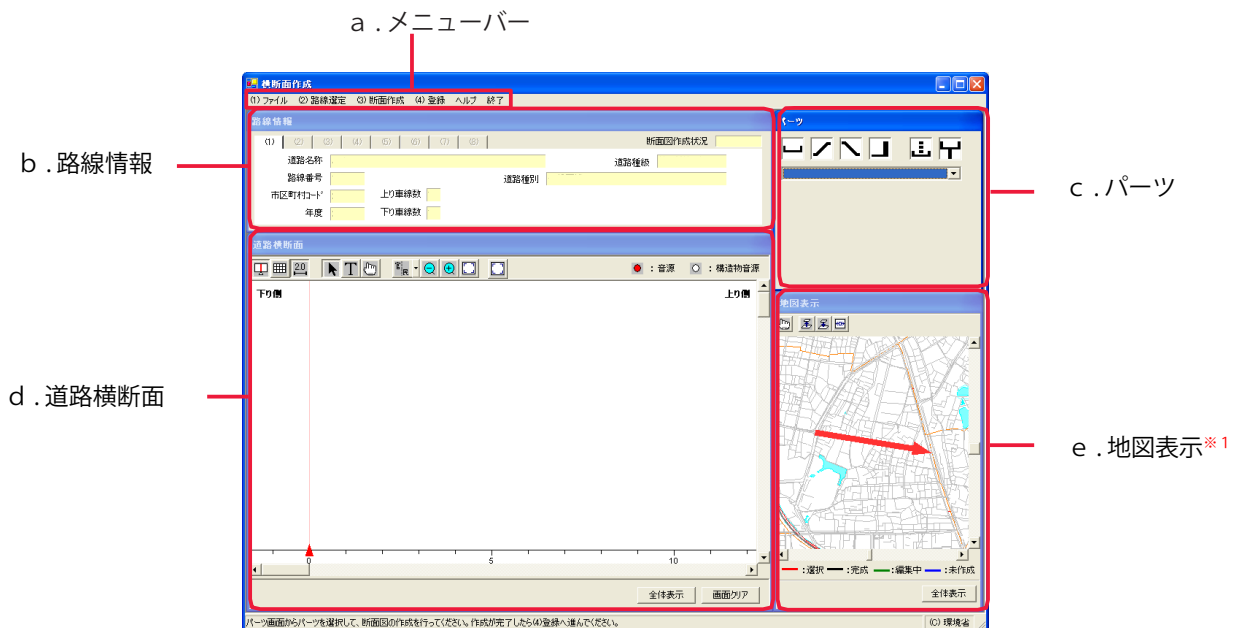 a．メニューバー
横断面作成
(1) ファイル (2) 路線選定 (3) 断面作成 (4) 登録 ヘルプ 終了
b．路線情報
路線情報
(1) (2) (3) (4) (5) (6) (7) (8) 断面図作成状況
道路名称 道路種級
路線番号 道路種別
市区町村コード 上り車線数
年度 下り車線数
パーツ
c．パーツ
d．道路横断面
道路横断面
2.0 T ：音源 ：構造物音源
下り側 上り側
0 5 10
全体表示 画面クリア
地図表示
e．地図表示※1
：選択 ：完成 ：編集中 ：未作成
全体表示
パーツ画面からパーツを選択して、断面図の作成を行ってください。作成が完了したら(4)登録へ進んでください。 (C) 環境省